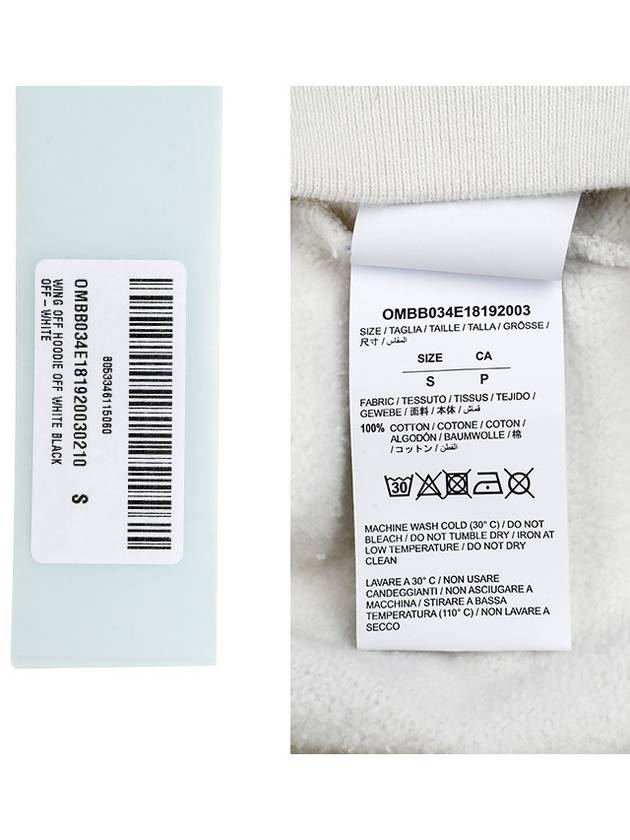 8053346115060
OMBB034E181920030210 S
WING OFF HOODIE OFF WHITE BLACK
OFF-WHITE
OMBB034E18192003
SIZE / TAGLIA / TAILLE / TALLA / GRÖSSE /
尺寸 / المقاس
SIZE CA
S P
FABRIC / TESSUTO / TISSUS / TEJIDO /
GEWEBE / 面料 / 本体 / قماش
100% COTTON / COTONE / COTON /
ALGODÓN / BAUMWOLLE / 棉
/ コットン / القطن
30
MACHINE WASH COLD (30° C) / DO NOT
BLEACH / DO NOT TUMBLE DRY / IRON AT
LOW TEMPERATURE / DO NOT DRY
CLEAN
LAVARE A 30° C / NON USARE
CANDEGGIANTI / NON ASCIUGARE A
MACCHINA / STIRARE A BASSA
TEMPERATURA (110° C) / NON LAVARE A
SECCO